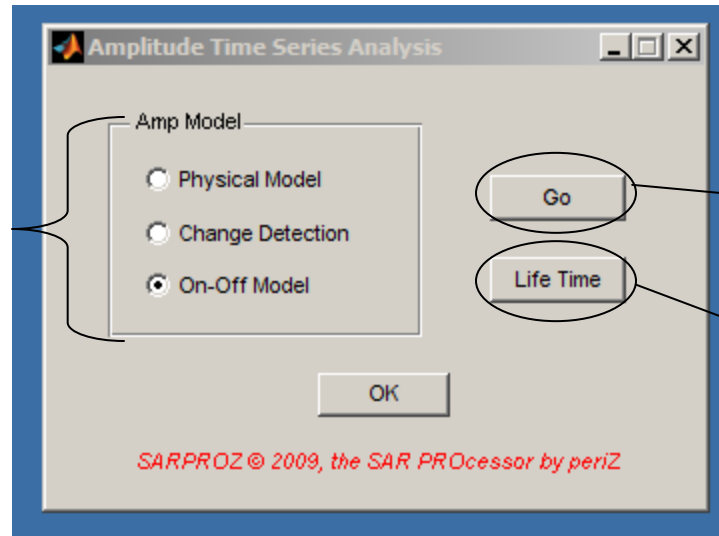 Amplitude Time Series Analysis
Amp Model
Physical Model
Change Detection
On-Off Model
Go
Life Time
OK
SARPROZ © 2009, the SAR PROcessor by periZ